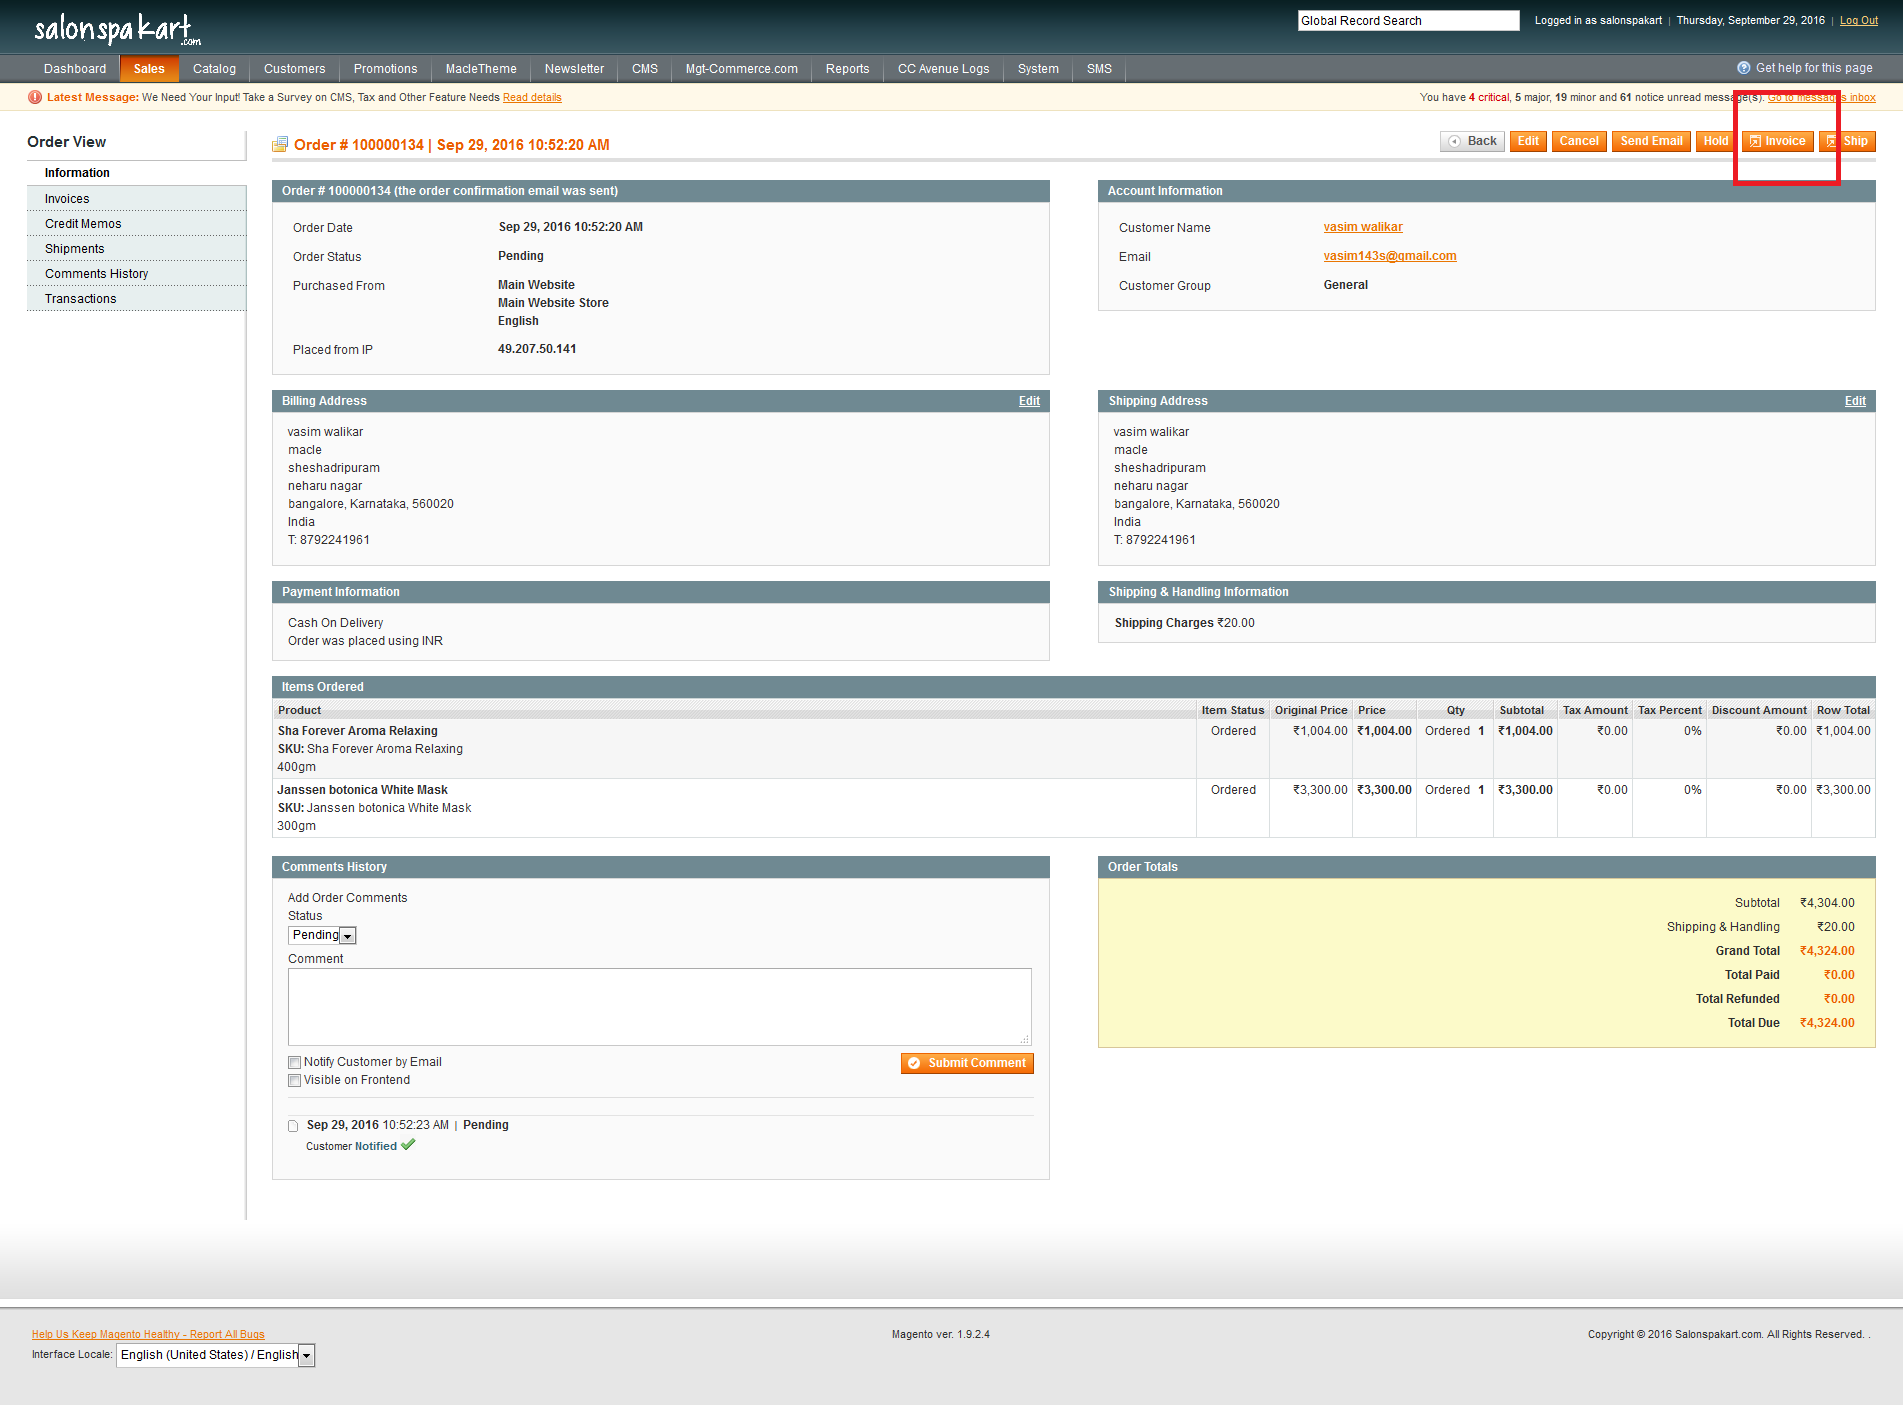 salonspakart.com
Global Record Search
Logged in as salonspakart | Thursday, September 29, 2016 | Log Out
Dashboard Sales Catalog Customers Promotions MacleTheme Newsletter CMS Mgt-Commerce.com Reports CC Avenue Logs System SMS
Get help for this page
Latest Message: We Need Your Input! Take a Survey on CMS, Tax and Other Feature Needs Read details
You have 4 critical, 5 major, 19 minor and 61 notice unread message(s). Go to messages inbox
Order View
Information
Invoices
Credit Memos
Shipments
Comments History
Transactions
Order # 100000134 | Sep 29, 2016 10:52:20 AM
Back Edit Cancel Send Email Hold Invoice Ship
Order # 100000134 (the order confirmation email was sent)
Order Date Sep 29, 2016 10:52:20 AM
Order Status Pending
Purchased From Main Website
Main Website Store
English
Placed from IP 49.207.50.141
Account Information
Customer Name vasim walikar
Email vasim143s@gmail.com
Customer Group General
Billing Address Edit
vasim walikar
macle
sheshadripuram
neharu nagar
bangalore, Karnataka, 560020
India
T: 8792241961
Shipping Address Edit
vasim walikar
macle
sheshadripuram
neharu nagar
bangalore, Karnataka, 560020
India
T: 8792241961
Payment Information
Cash On Delivery
Order was placed using INR
Shipping & Handling Information
Shipping Charges ₹20.00
Items Ordered
Product Item Status Original Price Price Qty Subtotal Tax Amount Tax Percent Discount Amount Row Total
Sha Forever Aroma Relaxing Ordered ₹1,004.00 ₹1,004.00 Ordered 1 ₹1,004.00 ₹0.00 0% ₹0.00 ₹1,004.00
SKU: Sha Forever Aroma Relaxing
400gm
Janssen botonica White Mask Ordered ₹3,300.00 ₹3,300.00 Ordered 1 ₹3,300.00 ₹0.00 0% ₹0.00 ₹3,300.00
SKU: Janssen botonica White Mask
300gm
Comments History
Add Order Comments
Status
Pending
Comment
Notify Customer by Email
Submit Comment
Visible on Frontend
Sep 29, 2016 10:52:23 AM | Pending
Customer Notified
Order Totals
Subtotal ₹4,304.00
Shipping & Handling ₹20.00
Grand Total ₹4,324.00
Total Paid ₹0.00
Total Refunded ₹0.00
Total Due ₹4,324.00
Help Us Keep Magento Healthy - Report All Bugs
Interface Locale: English (United States) / English
Magento ver. 1.9.2.4
Copyright © 2016 Salonspakart.com. All Rights Reserved. .